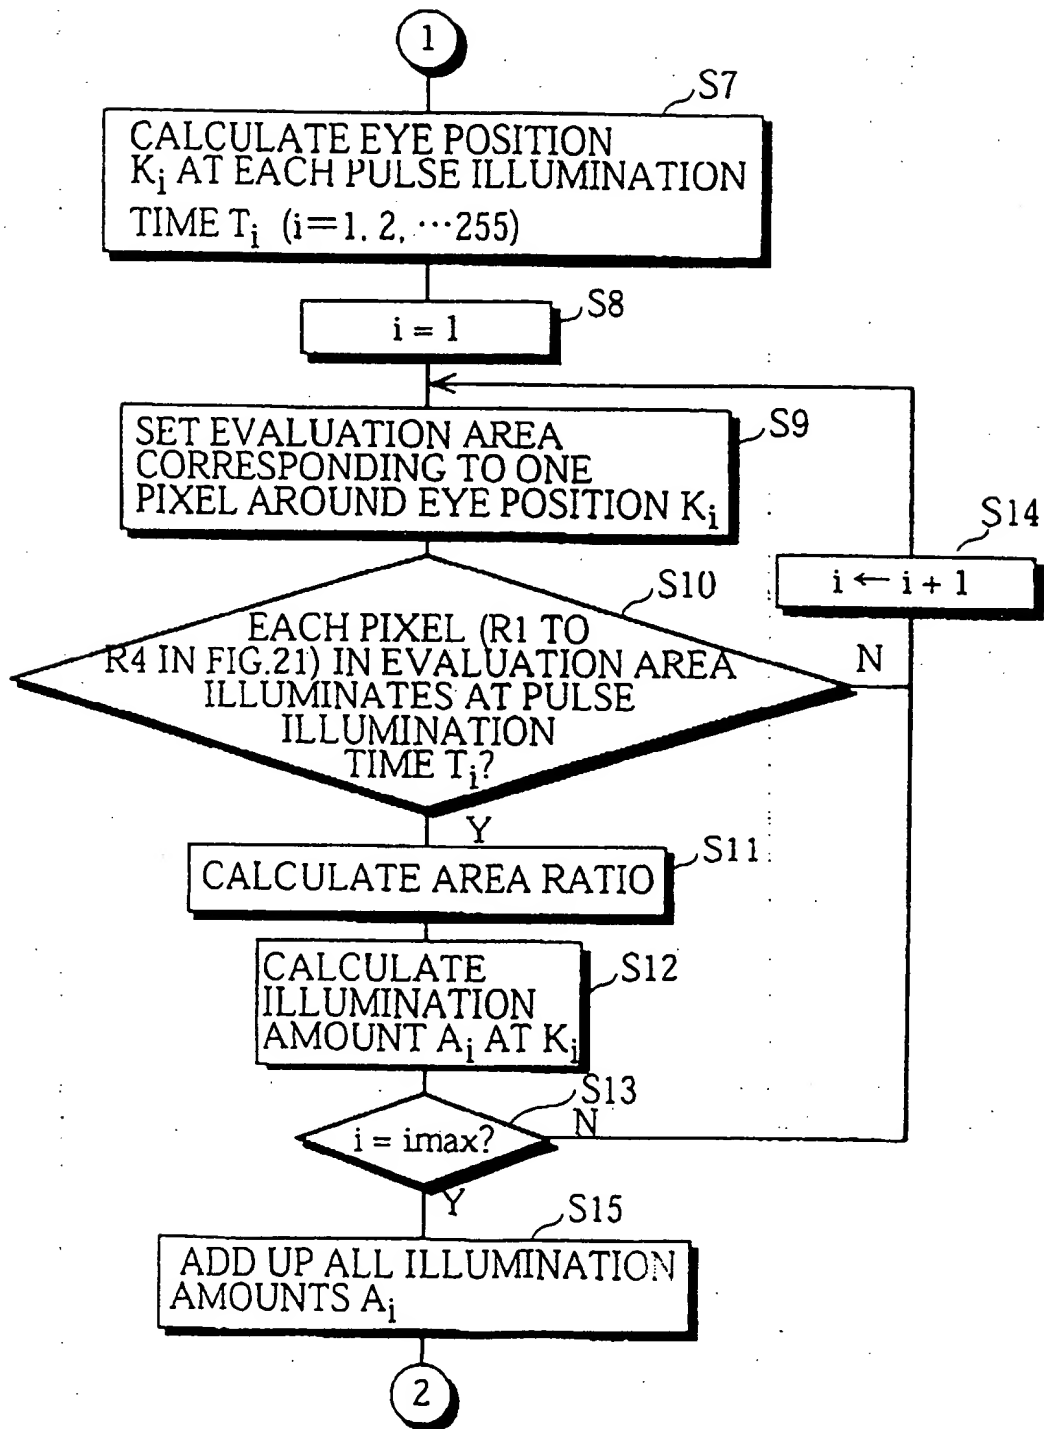 1
S7
CALCULATE EYE POSITION
Ki AT EACH PULSE ILLUMINATION
TIME Ti (i=1, 2, ···255)
S8
i = 1
S9
SET EVALUATION AREA
CORRESPONDING TO ONE
PIXEL AROUND EYE POSITION Ki
S14
i ← i + 1
S10
EACH PIXEL (R1 TO
R4 IN FIG.21) IN EVALUATION AREA
ILLUMINATES AT PULSE
ILLUMINATION
TIME Ti?
N
Y
S11
CALCULATE AREA RATIO
S12
CALCULATE
ILLUMINATION
AMOUNT Ai AT Ki
S13
i = imax?
N
Y
S15
ADD UP ALL ILLUMINATION
AMOUNTS Ai
2